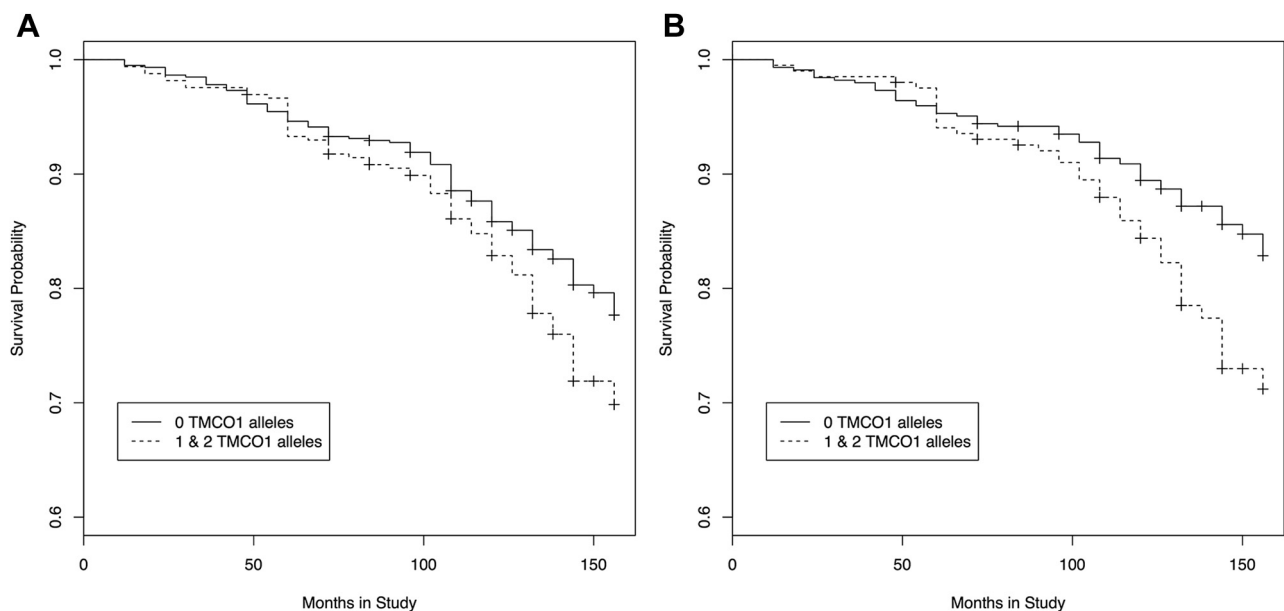 A
1.0
0.9
0.8
0.7
0.6
Survival Probability
0 TMCO1 alleles
1 & 2 TMCO1 alleles
0
50
100
150
Months in Study
B
1.0
0.9
0.8
0.7
0.6
Survival Probability
0 TMCO1 alleles
1 & 2 TMCO1 alleles
0
50
100
150
Months in Study